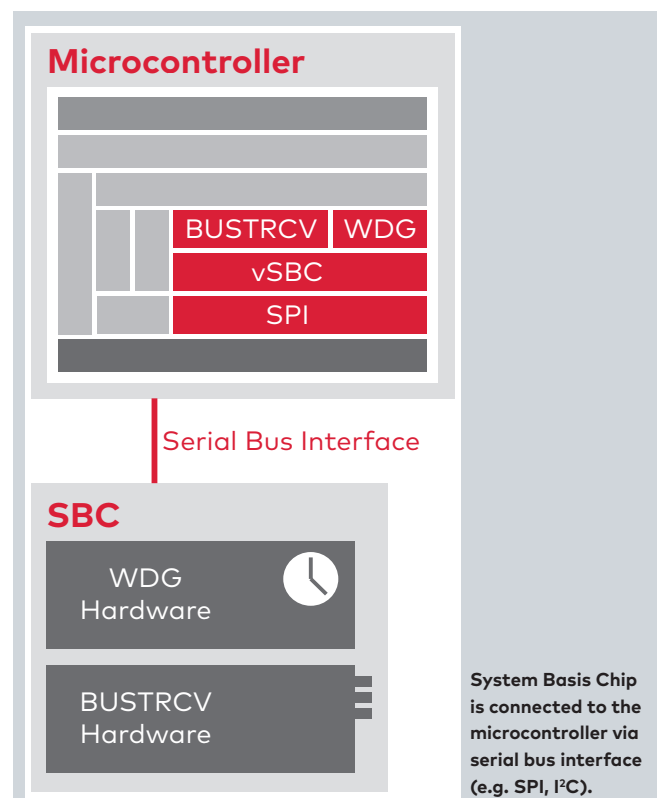 Microcontroller
BUSTRCV WDG
vSBC
SPI
Serial Bus Interface
SBC
WDG
Hardware
BUSTRCV
Hardware
System Basis Chip
is connected to the
microcontroller via
serial bus interface
(e.g. SPI, I²C).